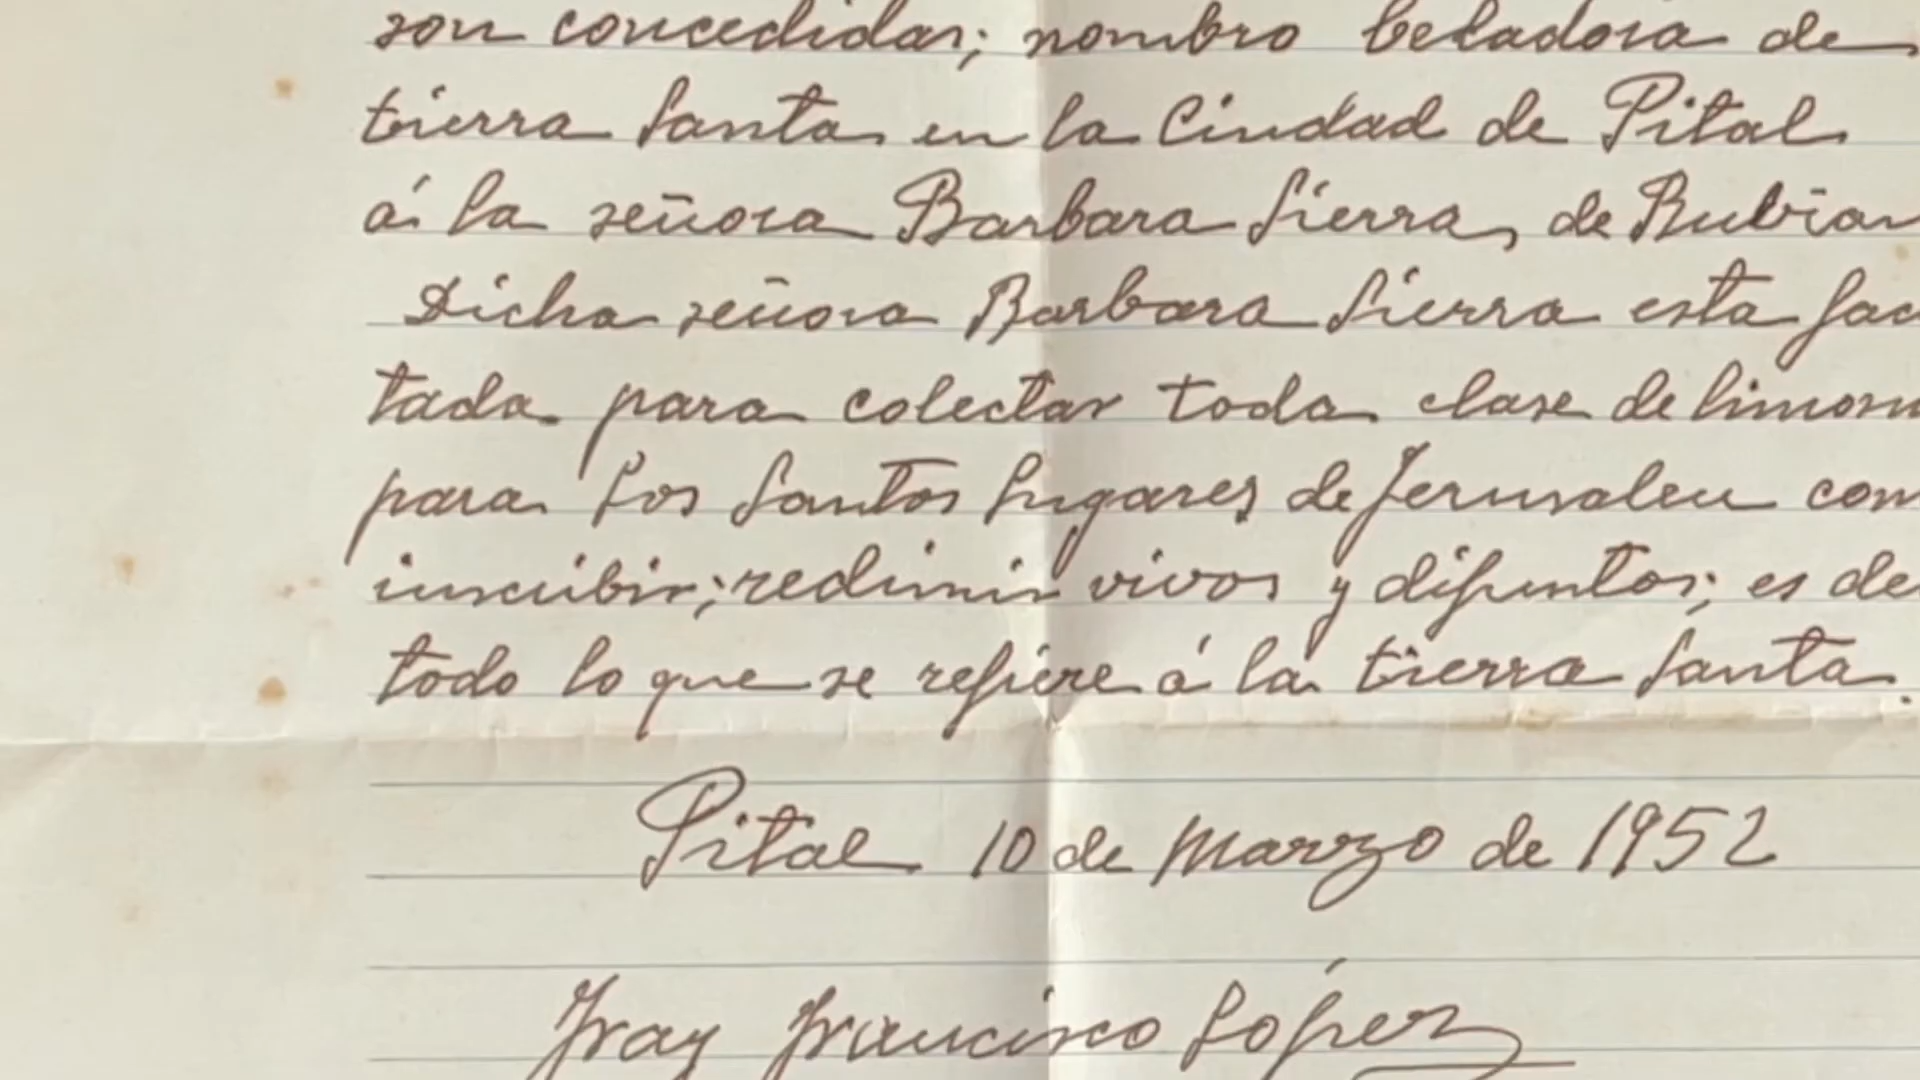 son concedidas; nombro beladora de
tierra Santa en la Ciudad de Pital
á la señora Barbara Sierra, de Rubian
Dicha señora Barbara Sierra esta fac
tada para colectar toda clase de limosn
para Los Santos Lugares de Jerusalen com
inscribir; redimir vivos y difuntos; es de
todo lo que se refiere á la tierra Santa.
Pital 10 de Marzo de 1952
Fray Francisco López